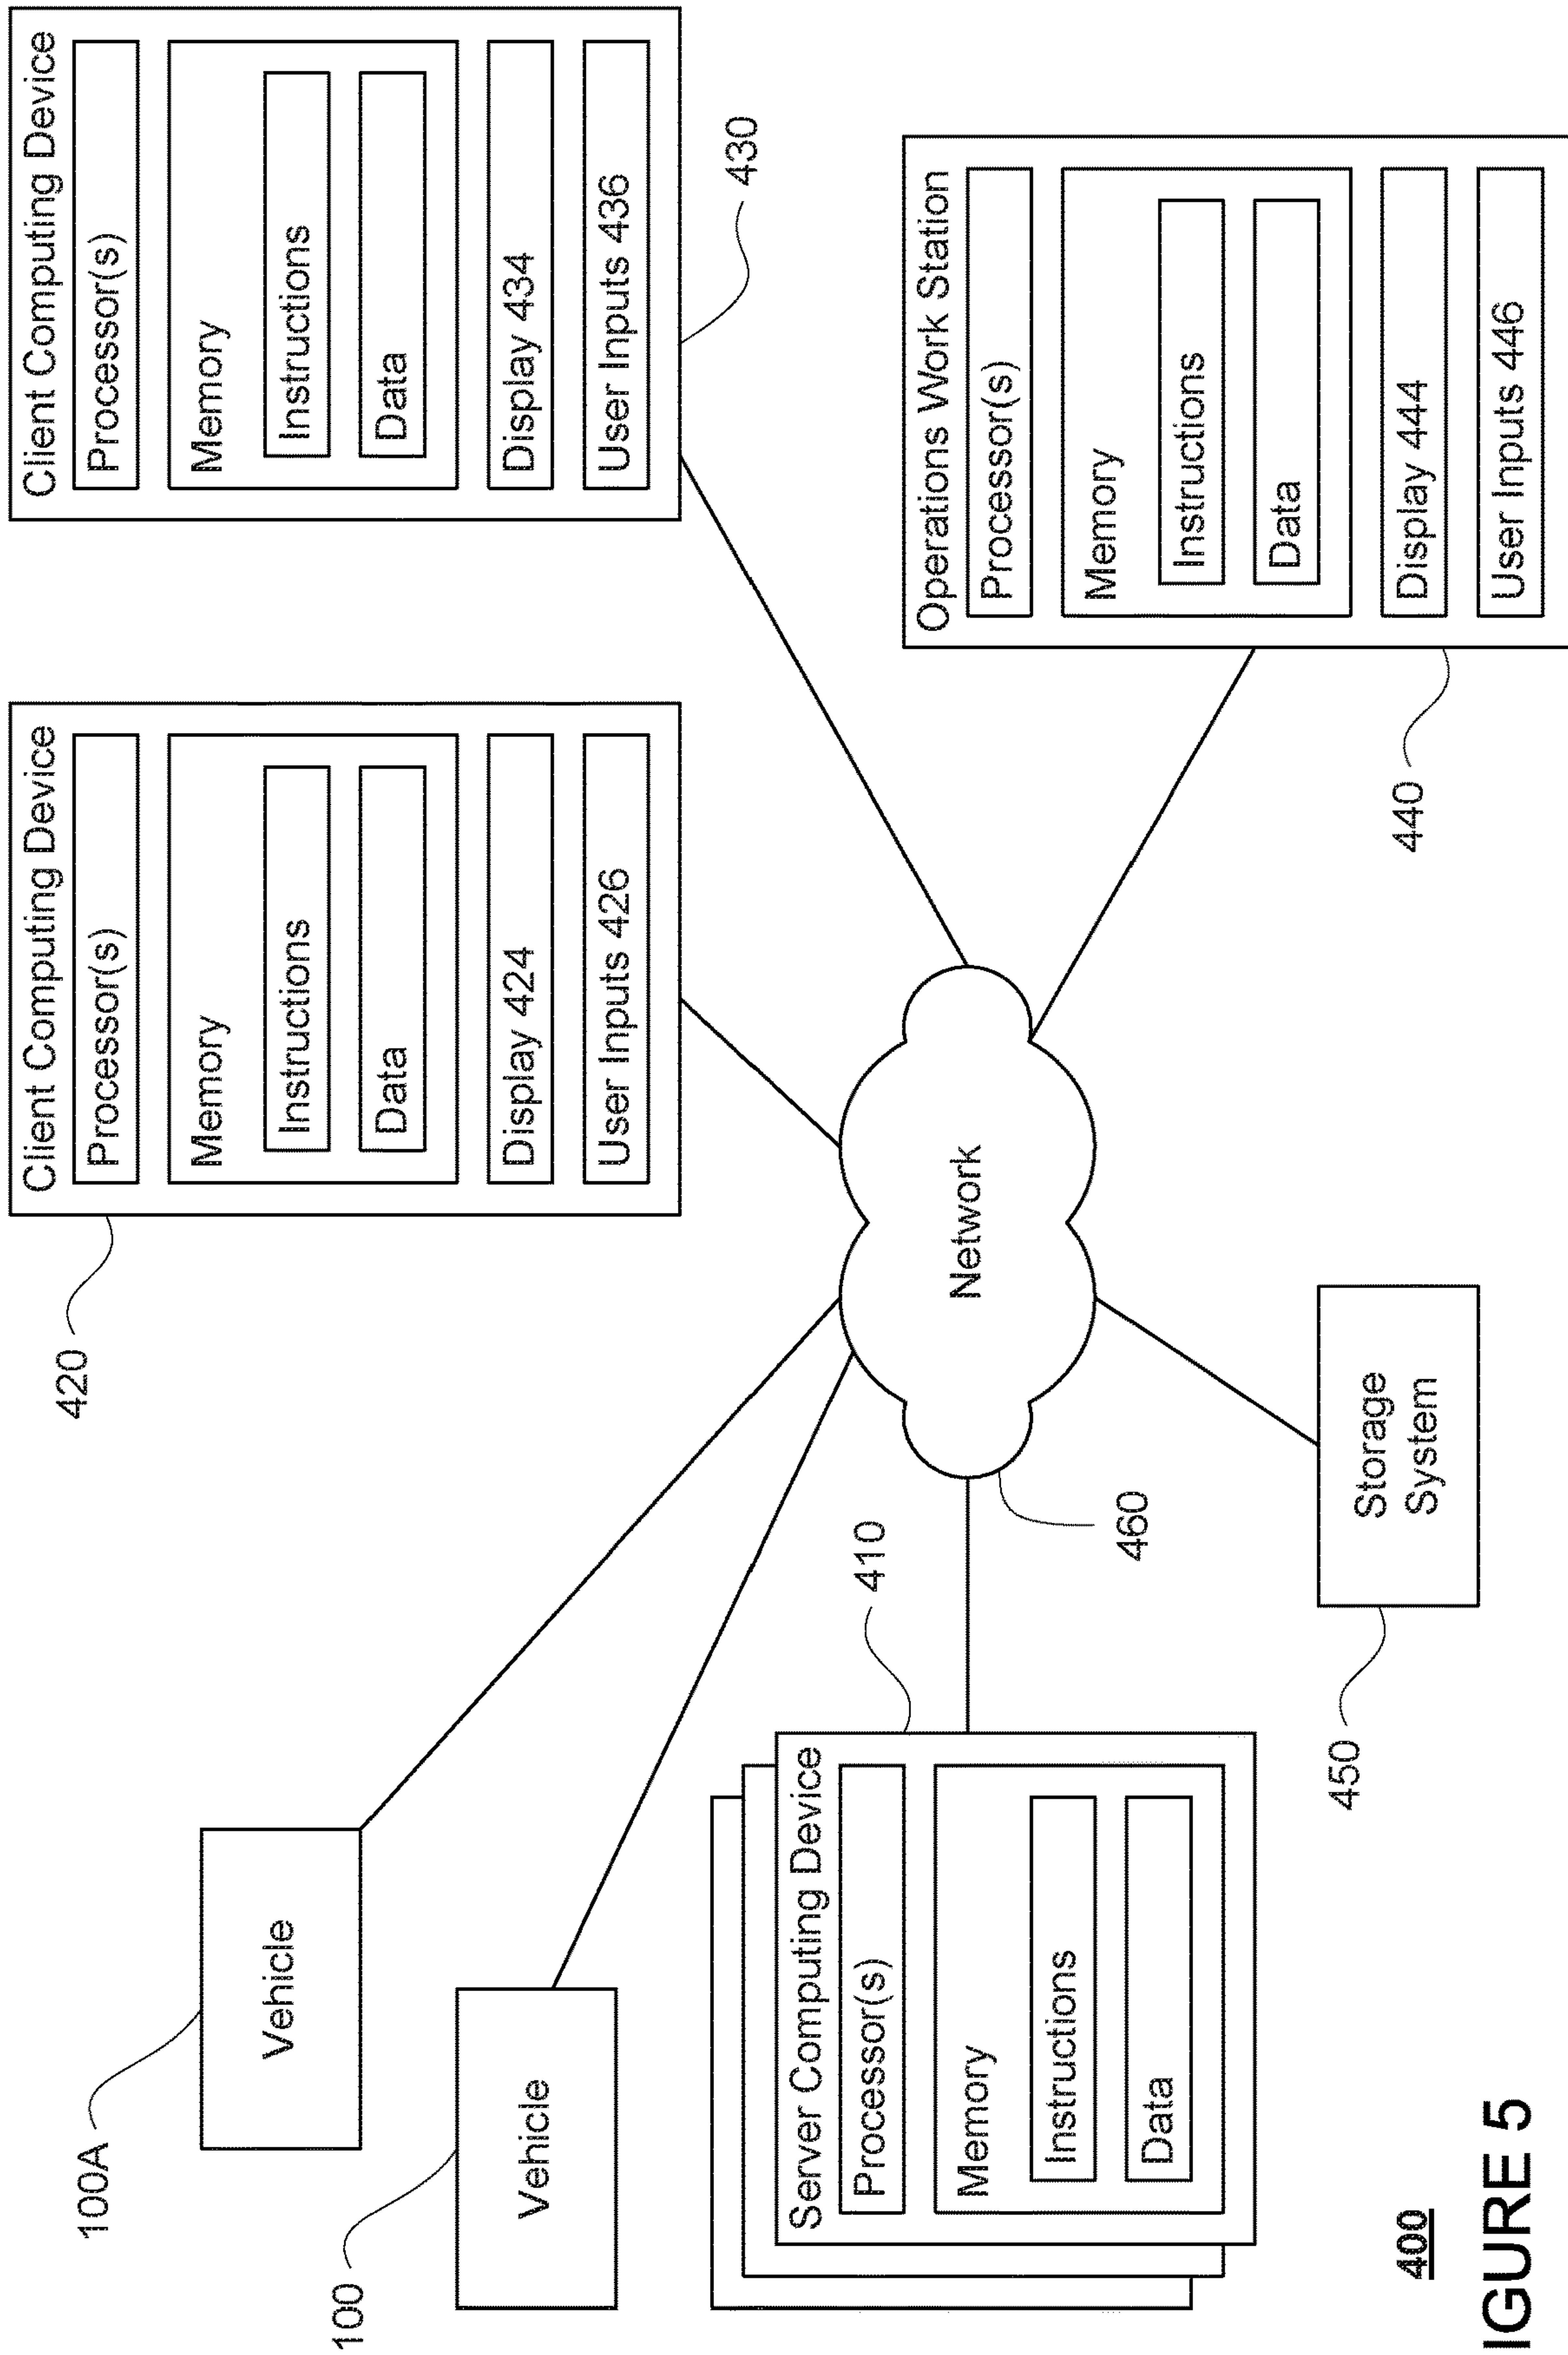 100A
Vehicle
100
Vehicle
420
Client Computing Device
Processor(s)
Memory
Instructions
Data
Display 424
User Inputs 426
Client Computing Device
Processor(s)
Memory
Instructions
Data
Display 434
User Inputs 436
430
Server Computing Device
Processor(s)
Memory
Instructions
Data
410
Network
460
Operations Work Station
Processor(s)
Memory
Instructions
Data
Display 444
User Inputs 446
440
Storage
System
450
400
IGURE 5